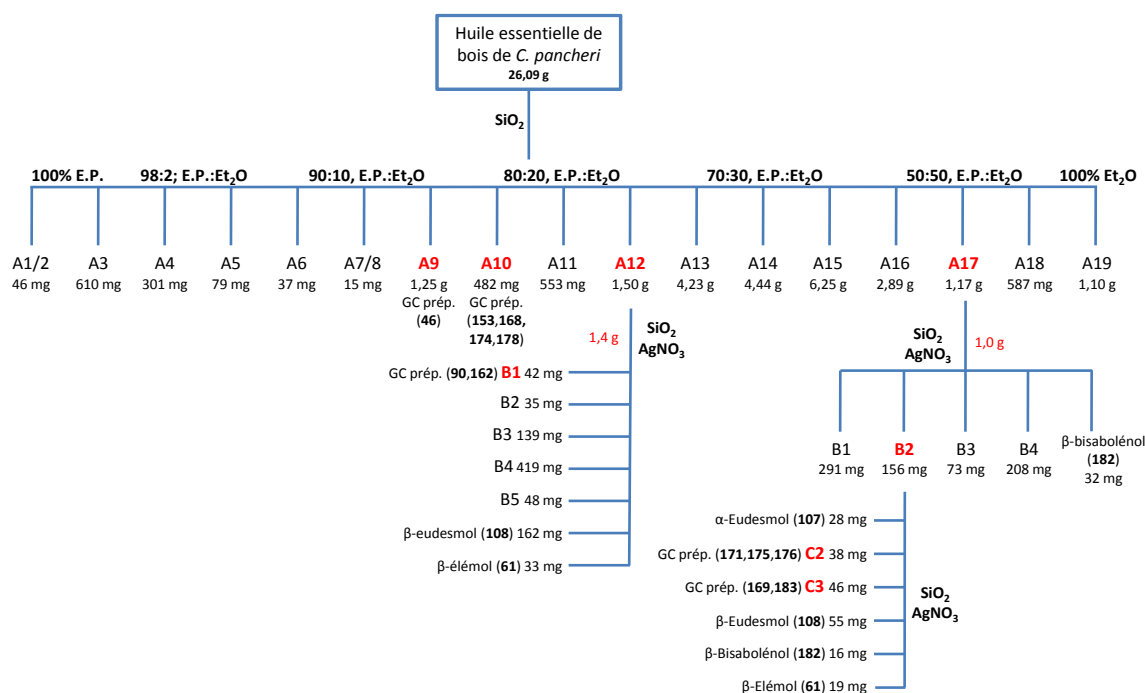 Huile essentielle de
bois de C. pancheri
26,09 g
SiO2
100% E.P. 98:2; E.P.:Et2O 90:10, E.P.:Et2O 80:20, E.P.:Et2O 70:30, E.P.:Et2O 50:50, E.P.:Et2O 100% Et2O
A1/2 A3 A4 A5 A6 A7/8 A9 A10 A11 A12 A13 A14 A15 A16 A17 A18 A19
46 mg 610 mg 301 mg 79 mg 37 mg 15 mg 1,25 g 482 mg 553 mg 1,50 g 4,23 g 4,44 g 6,25 g 2,89 g 1,17 g 587 mg 1,10 g
GC prép. GC prép.
(46) (153,168,
174,178)
1,4 g
SiO2
AgNO3
GC prép. (90,162) B1 42 mg
B2 35 mg
B3 139 mg
B4 419 mg
B5 48 mg
β-eudesmol (108) 162 mg
β-élémol (61) 33 mg
SiO2
AgNO3
1,0 g
B1 B2 B3 B4 β-bisabolénol
291 mg 156 mg 73 mg 208 mg (182)
32 mg
α-Eudesmol (107) 28 mg
GC prép. (171,175,176) C2 38 mg
GC prép. (169,183) C3 46 mg
β-Eudesmol (108) 55 mg
β-Bisabolénol (182) 16 mg
β-Elémol (61) 19 mg
SiO2
AgNO3